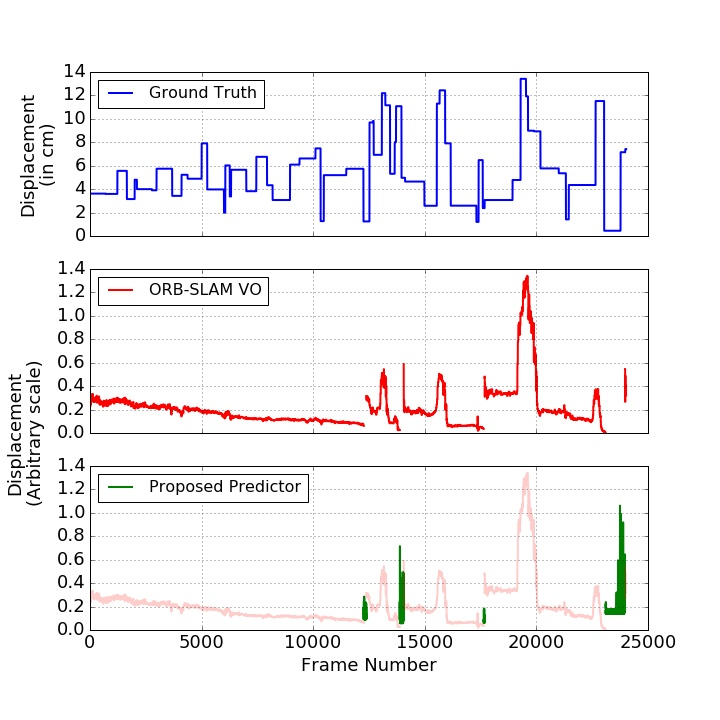 14
12
10
8
6
4
2
0
Displacement
(in cm)
Ground Truth
1.4
1.2
1.0
0.8
0.6
0.4
0.2
0.0
ORB-SLAM VO
Displacement
(Arbitrary scale)
1.4
1.2
1.0
0.8
0.6
0.4
0.2
0.0
Proposed Predictor
0 5000 10000 15000 20000 25000
Frame Number